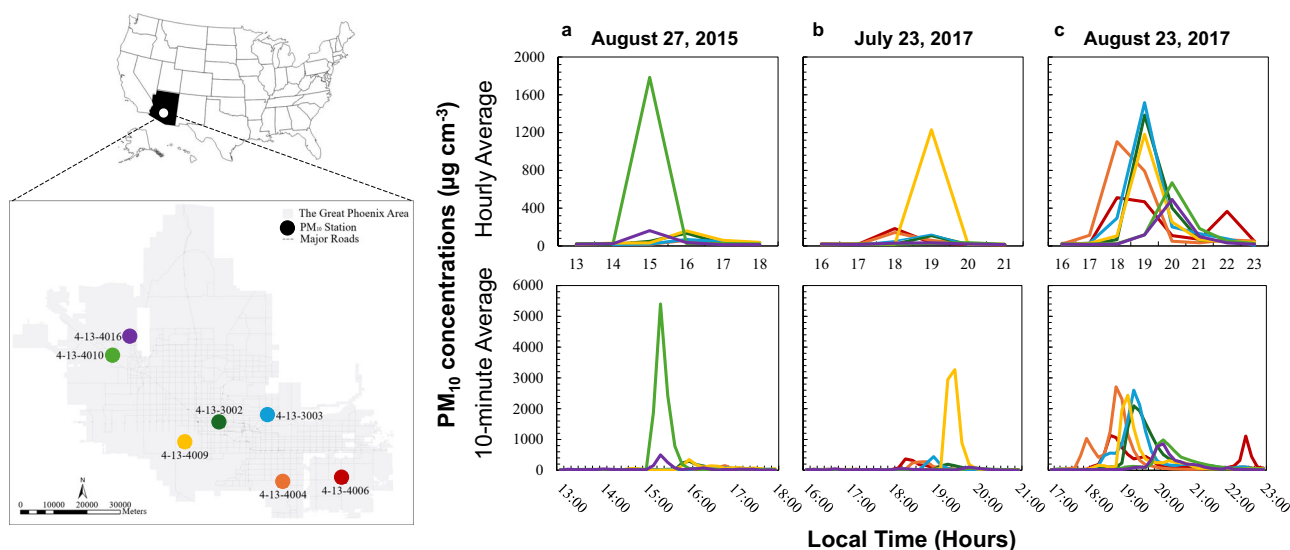 The Great Phoenix Area
PM₁₀ Station
Major Roads
4-13-4016
4-13-4010
4-13-3002
4-13-3003
4-13-4009
4-13-4004
4-13-4006
N
0 10000 20000 30000
Meters
PM₁₀ concentrations (µg cm⁻³)
Hourly Average
10-minute Average
a August 27, 2015
b July 23, 2017
c August 23, 2017
2000
1600
1200
800
400
0
13 14 15 16 17 18
16 17 18 19 20 21
16 17 18 19 20 21 22 23
6000
5000
4000
3000
2000
1000
0
13:00 14:00 15:00 16:00 17:00 18:00
16:00 17:00 18:00 19:00 20:00 21:00
17:00 18:00 19:00 20:00 21:00 22:00 23:00
Local Time (Hours)